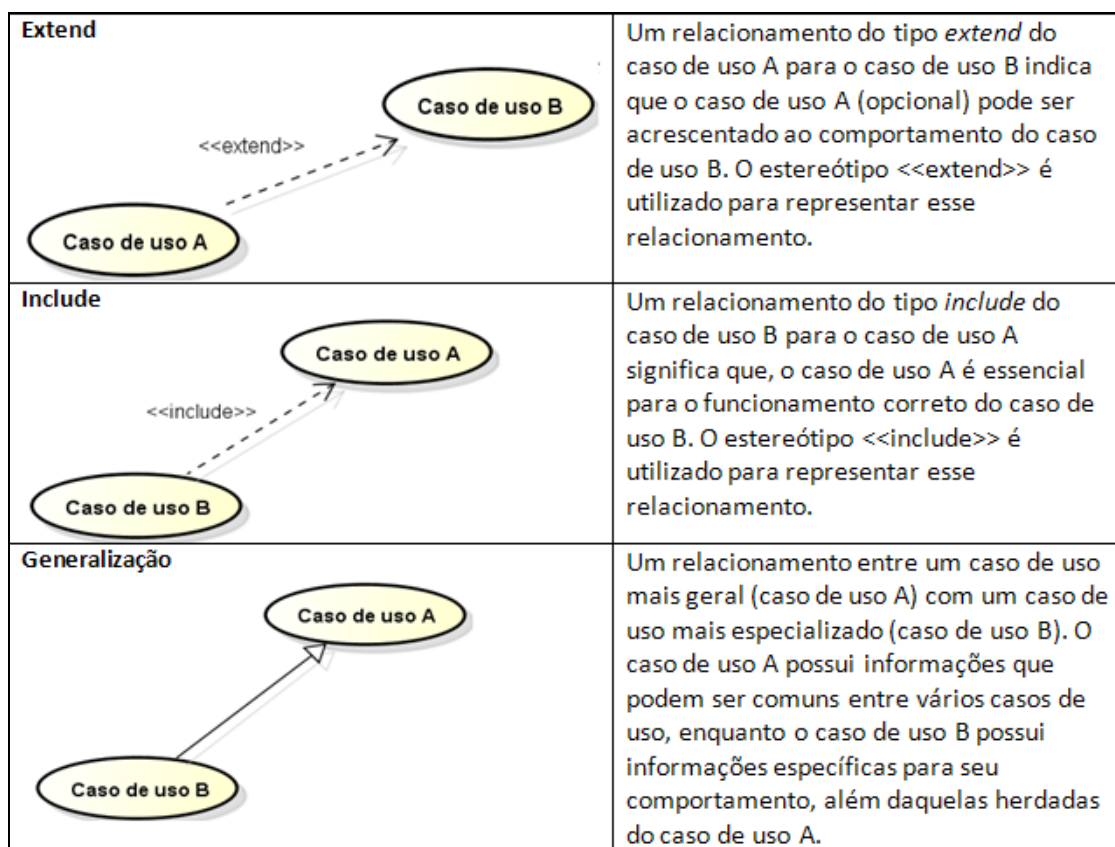 Extend
Caso de uso B
<<extend>>
Caso de uso A
Um relacionamento do tipo extend do
caso de uso A para o caso de uso B indica
que o caso de uso A (opcional) pode ser
acrescentado ao comportamento do caso
de uso B. O estereótipo <<extend>> é
utilizado para representar esse
relacionamento.
Include
Caso de uso A
<<include>>
Caso de uso B
Um relacionamento do tipo include do
caso de uso B para o caso de uso A
significa que, o caso de uso A é essencial
para o funcionamento correto do caso de
uso B. O estereótipo <<include>> é
utilizado para representar esse
relacionamento.
Generalização
Caso de uso A
Caso de uso B
Um relacionamento entre um caso de uso
mais geral (caso de uso A) com um caso de
uso mais especializado (caso de uso B). O
caso de uso A possui informações que
podem ser comuns entre vários casos de
uso, enquanto o caso de uso B possui
informações específicas para seu
comportamento, além daquelas herdadas
do caso de uso A.